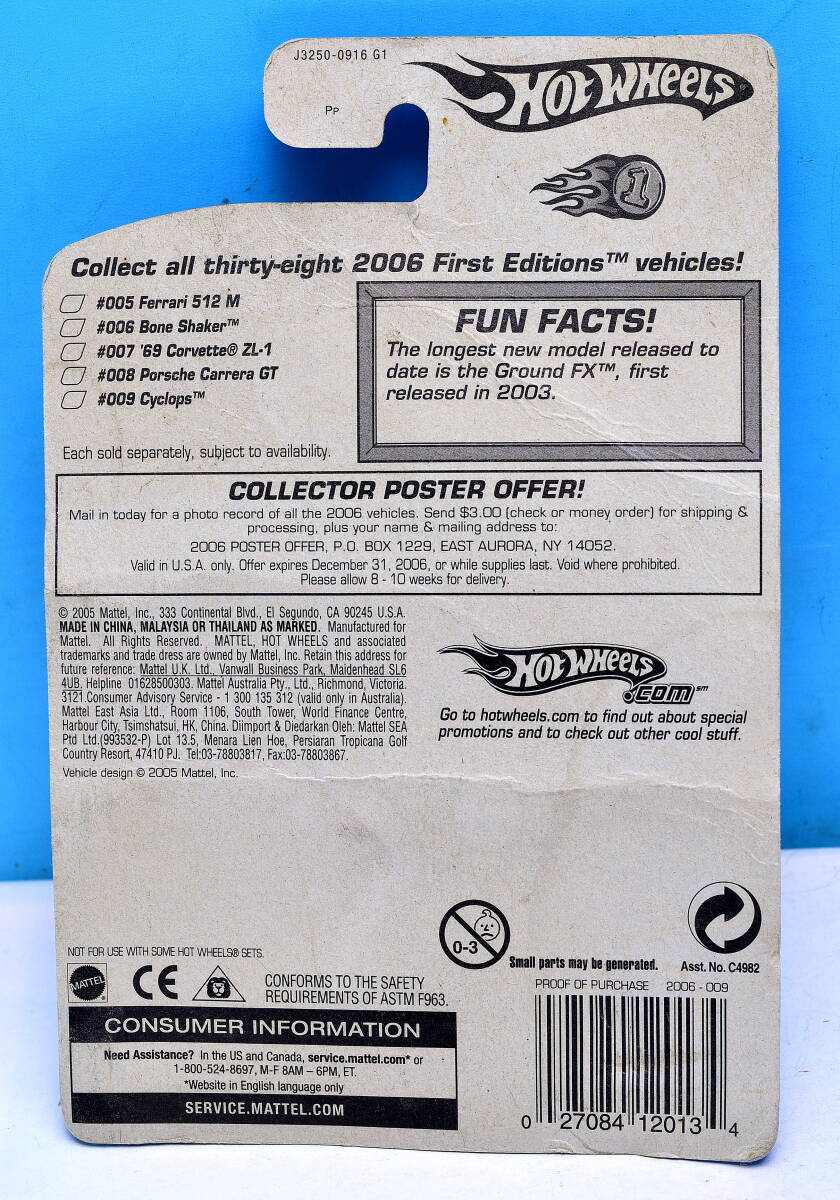 J3250-0916 G1
PP
HOT WHEELS
1
Collect all thirty-eight 2006 First Editions™ vehicles!
#005 Ferrari 512 M
#006 Bone Shaker™
#007 '69 Corvette® ZL-1
#008 Porsche Carrera GT
#009 Cyclops™
Each sold separately, subject to availability.
FUN FACTS!
The longest new model released to
date is the Ground FX™, first
released in 2003.
COLLECTOR POSTER OFFER!
Mail in today for a photo record of all the 2006 vehicles. Send $3.00 (check or money order) for shipping &
processing, plus your name & mailing address to:
2006 POSTER OFFER, P.O. BOX 1229, EAST AURORA, NY 14052.
Valid in U.S.A. only. Offer expires December 31, 2006, or while supplies last. Void where prohibited.
Please allow 8 - 10 weeks for delivery.
© 2005 Mattel, Inc., 333 Continental Blvd., El Segundo, CA 90245 U.S.A.
MADE IN CHINA, MALAYSIA OR THAILAND AS MARKED. Manufactured for
Mattel. All Rights Reserved. MATTEL, HOT WHEELS and associated
trademarks and trade dress are owned by Mattel, Inc. Retain this address for
future reference: Mattel U.K. Ltd., Vanwall Business Park, Maidenhead SL6
4UB. Helpline 01628500303. Mattel Australia Pty., Ltd., Richmond, Victoria.
3121.Consumer Advisory Service - 1 300 135 312 (valid only in Australia).
Mattel East Asia Ltd., Room 1106, South Tower, World Finance Centre,
Harbour City, Tsimshatsui, HK, China. Diimport & Diedarkan Oleh: Mattel SEA
Ptd Ltd.(993532-P) Lot 13.5, Menara Lien Hoe, Persiaran Tropicana Golf
Country Resort, 47410 PJ. Tel:03-78803817, Fax:03-78803867.
Vehicle design © 2005 Mattel, Inc.
HOT WHEELS
.COM℠
Go to hotwheels.com to find out about special
promotions and to check out other cool stuff.
0-3
Small parts may be generated.
Asst. No. C4982
NOT FOR USE WITH SOME HOT WHEELS® SETS.
MATTEL®
CE
CONFORMS TO THE SAFETY
REQUIREMENTS OF ASTM F963.
CONSUMER INFORMATION
Need Assistance? In the US and Canada, service.mattel.com* or
1-800-524-8697, M-F 8AM – 6PM, ET.
*Website in English language only
SERVICE.MATTEL.COM
PROOF OF PURCHASE 2006 - 009
0 27084 12013 4